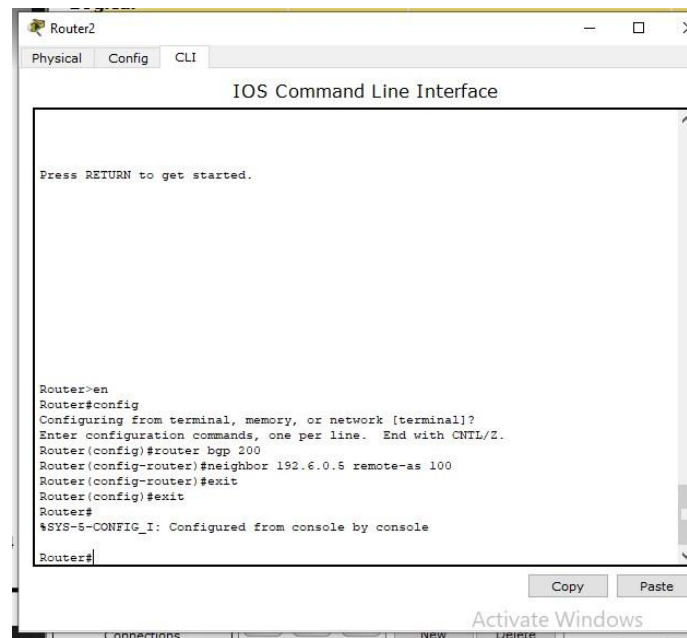 Router2
Physical Config CLI
IOS Command Line Interface
Press RETURN to get started.
Router>en
Router#config
Configuring from terminal, memory, or network [terminal]?
Enter configuration commands, one per line. End with CNTL/Z.
Router(config)#router bgp 200
Router(config-router)#neighbor 192.6.0.5 remote-as 100
Router(config-router)#exit
Router(config)#exit
Router#
%SYS-5-CONFIG_I: Configured from console by console
Router#
Copy Paste
Activate Windows
Connections New Delete